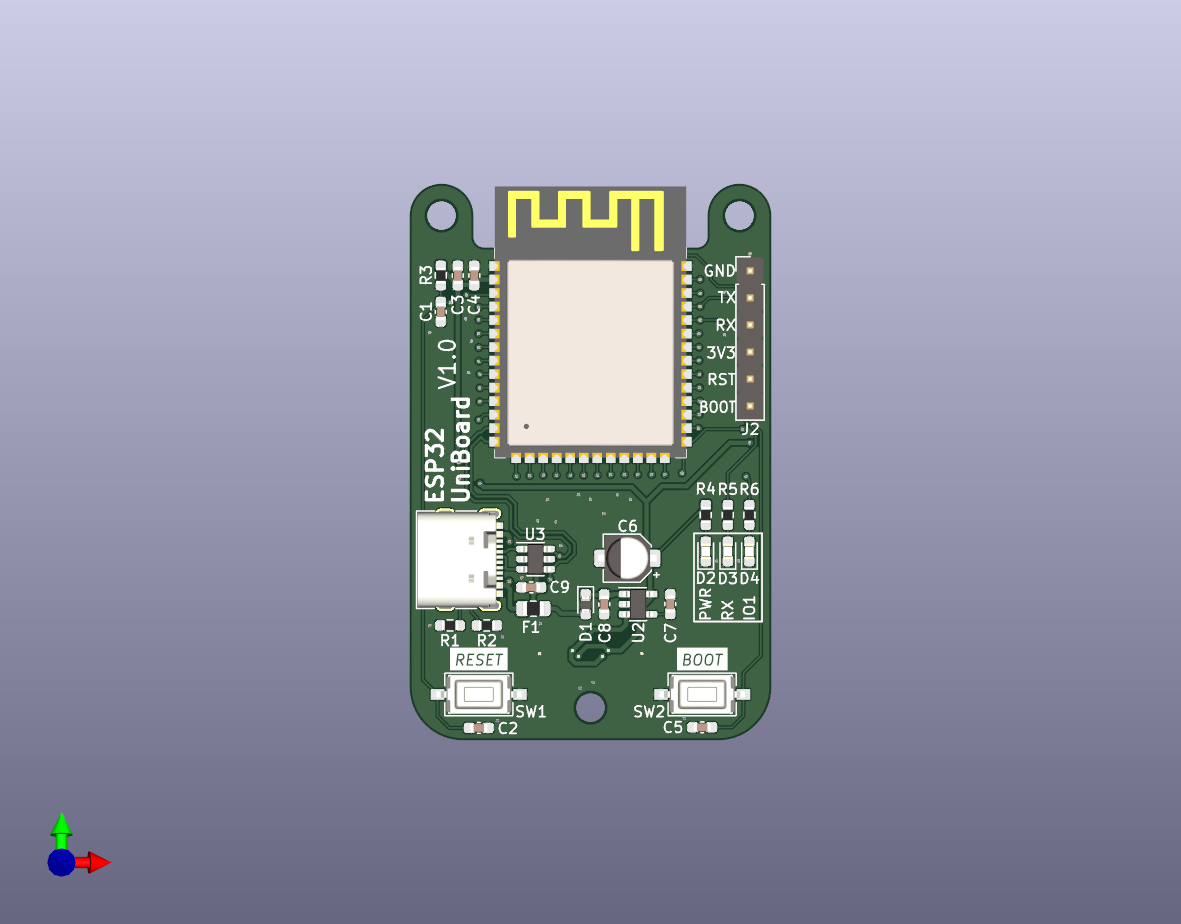 GND
R3
C3
C4
TX
C1
RX
V1.0
3V3
RST
BOOT
J2
ESP32
UniBoard
R4 R5 R6
C6
U3
+
D2 D3 D4
C9
PWR
RX
IO1
F1
D1
C8
U2
C7
R1 R2
RESET
BOOT
SW1
SW2
C2
C5